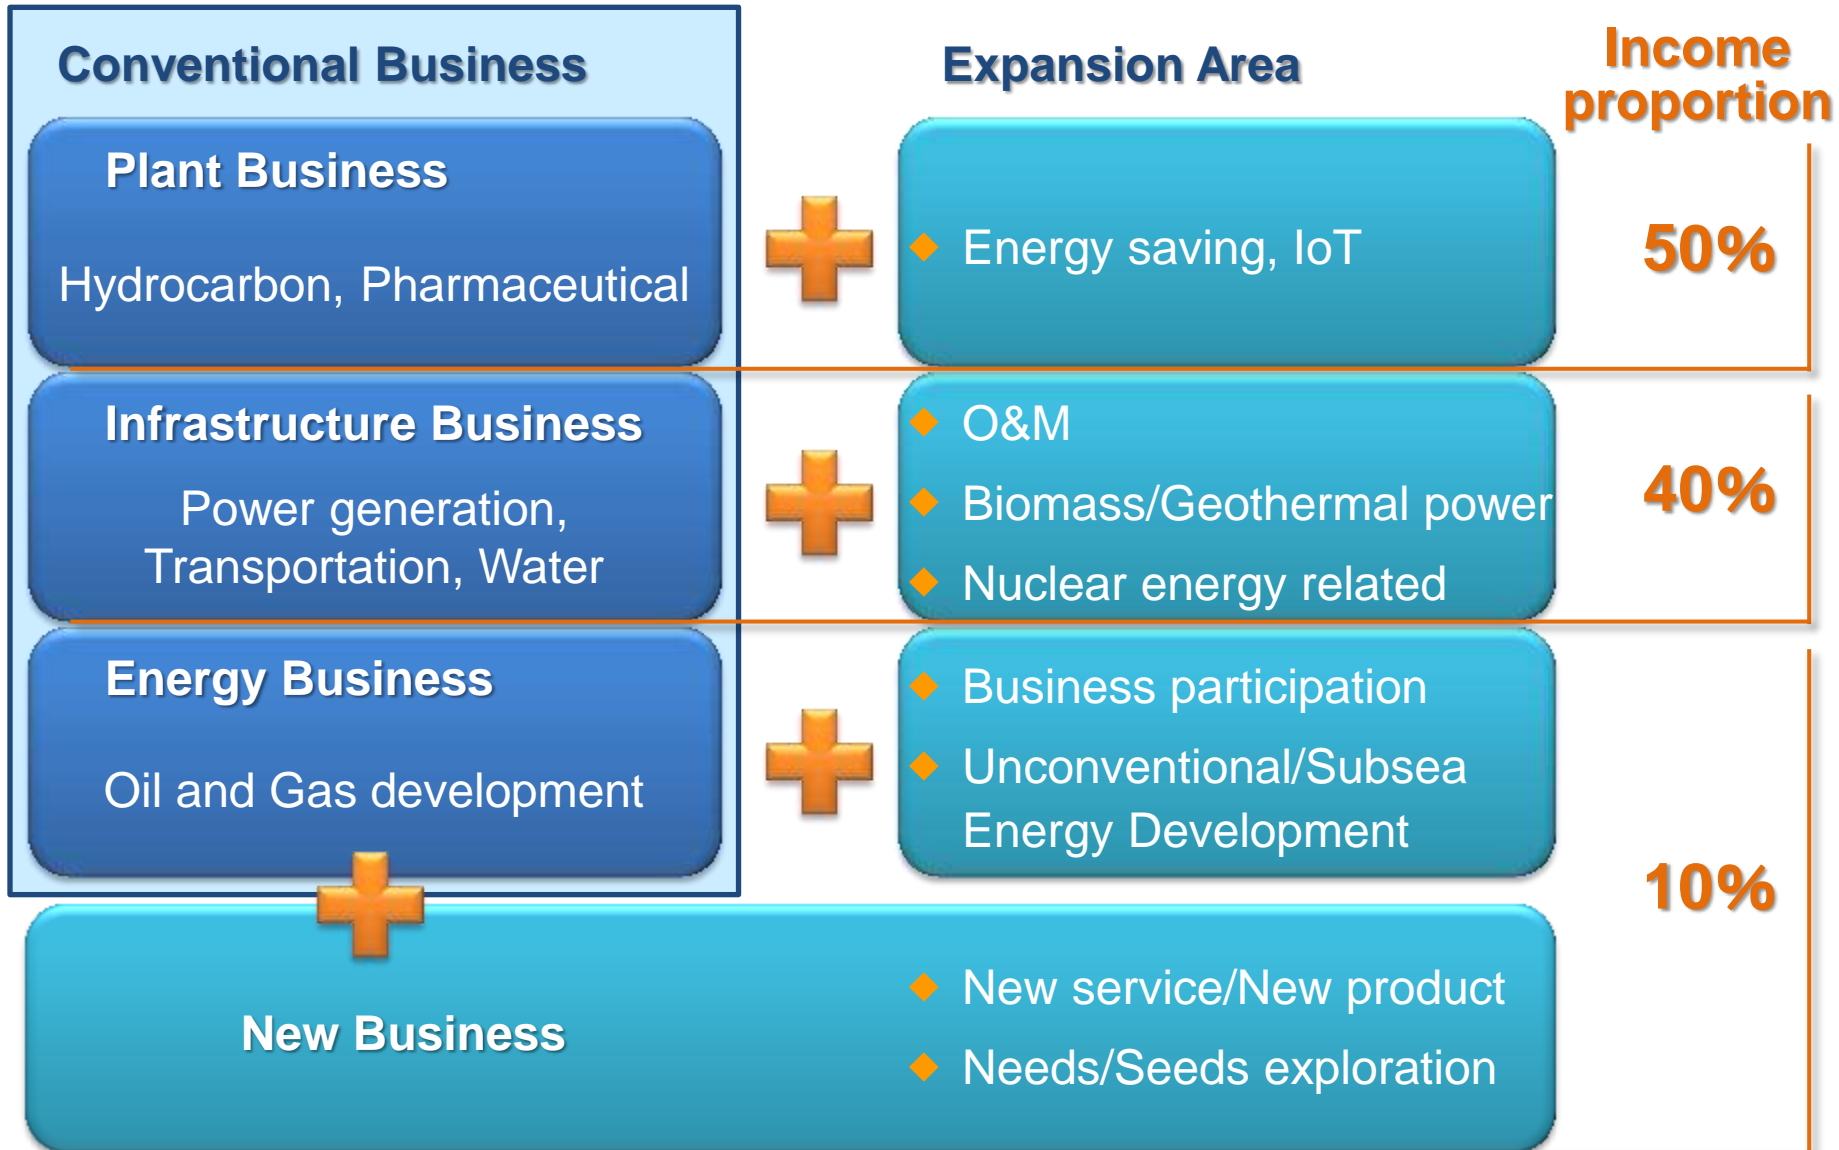 Conventional Business
Expansion Area
Income
proportion
Plant Business
Hydrocarbon, Pharmaceutical
◆ Energy saving, IoT
50%
Infrastructure Business
Power generation,
Transportation, Water
◆ O&M
◆ Biomass/Geothermal power
◆ Nuclear energy related
40%
Energy Business
Oil and Gas development
◆ Business participation
◆ Unconventional/Subsea
Energy Development
10%
New Business
◆ New service/New product
◆ Needs/Seeds exploration